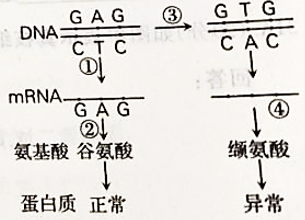 G A G ③ G T G
DNA
C T C C A C
①
mRNA ④
G A G
②
氨基酸 谷氨酸 缬氨酸
蛋白质 正常 异常